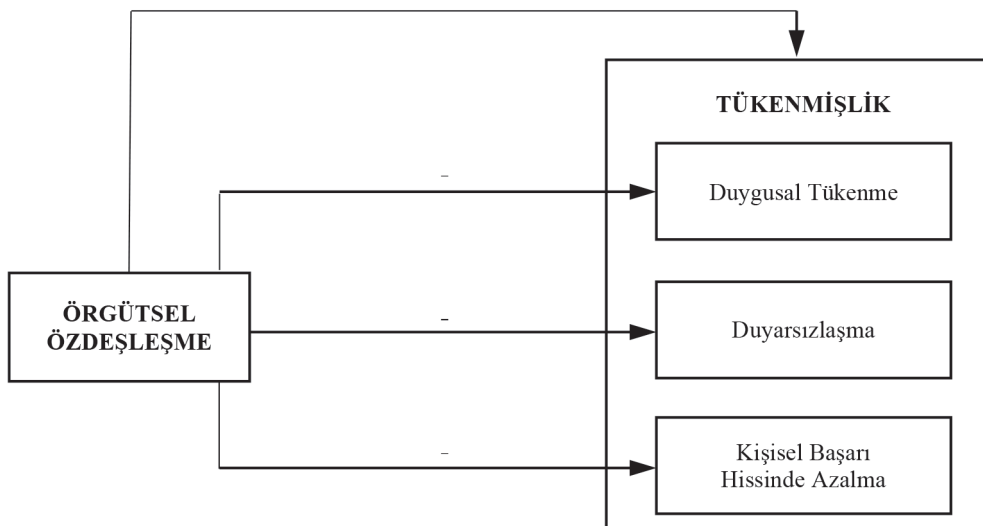 TÜKENMİŞLİK
–
Duygusal Tükenme
ÖRGÜTSEL
ÖZDEŞLEŞME
–
Duyarsızlaşma
–
Kişisel Başarı
Hissinde Azalma